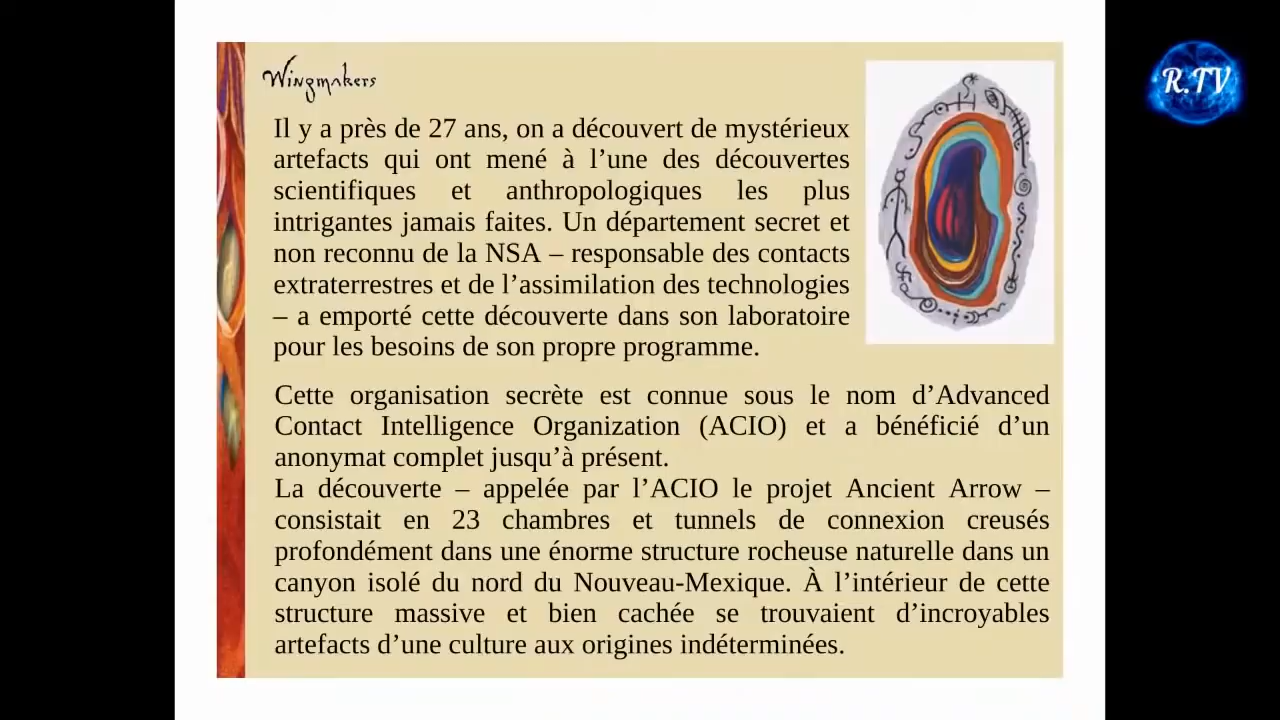 Wingmakers
R.TV
Il y a près de 27 ans, on a découvert de mystérieux
artefacts qui ont mené à l’une des découvertes
scientifiques et anthropologiques les plus
intrigantes jamais faites. Un département secret et
non reconnu de la NSA – responsable des contacts
extraterrestres et de l’assimilation des technologies
– a emporté cette découverte dans son laboratoire
pour les besoins de son propre programme.
Cette organisation secrète est connue sous le nom d’Advanced
Contact Intelligence Organization (ACIO) et a bénéficié d’un
anonymat complet jusqu’à présent.
La découverte – appelée par l’ACIO le projet Ancient Arrow –
consistait en 23 chambres et tunnels de connexion creusés
profondément dans une énorme structure rocheuse naturelle dans un
canyon isolé du nord du Nouveau-Mexique. À l’intérieur de cette
structure massive et bien cachée se trouvaient d’incroyables
artefacts d’une culture aux origines indéterminées.